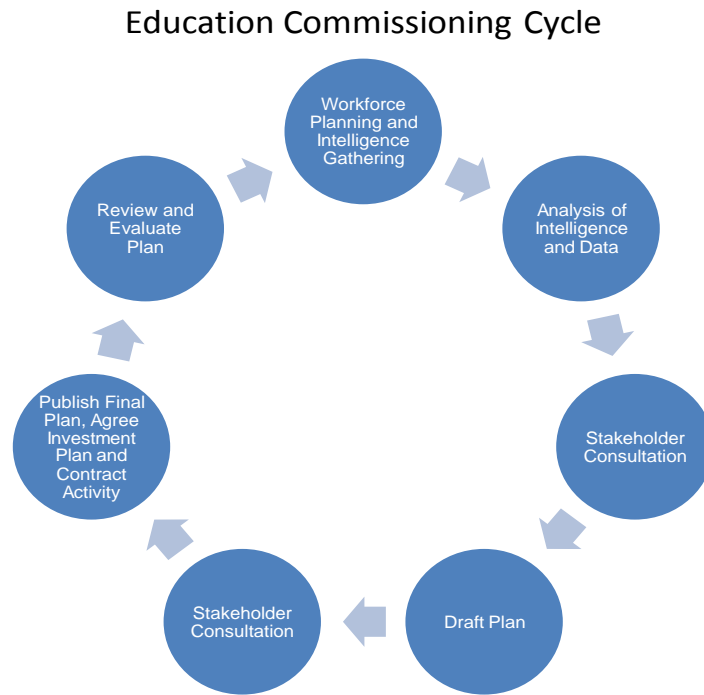 Education Commissioning Cycle
Workforce
Planning and
Intelligence
Gathering
Analysis of
Intelligence
and Data
Stakeholder
Consultation
Draft Plan
Stakeholder
Consultation
Publish Final
Plan, Agree
Investment
Plan and
Contract
Activity
Review and
Evaluate
Plan